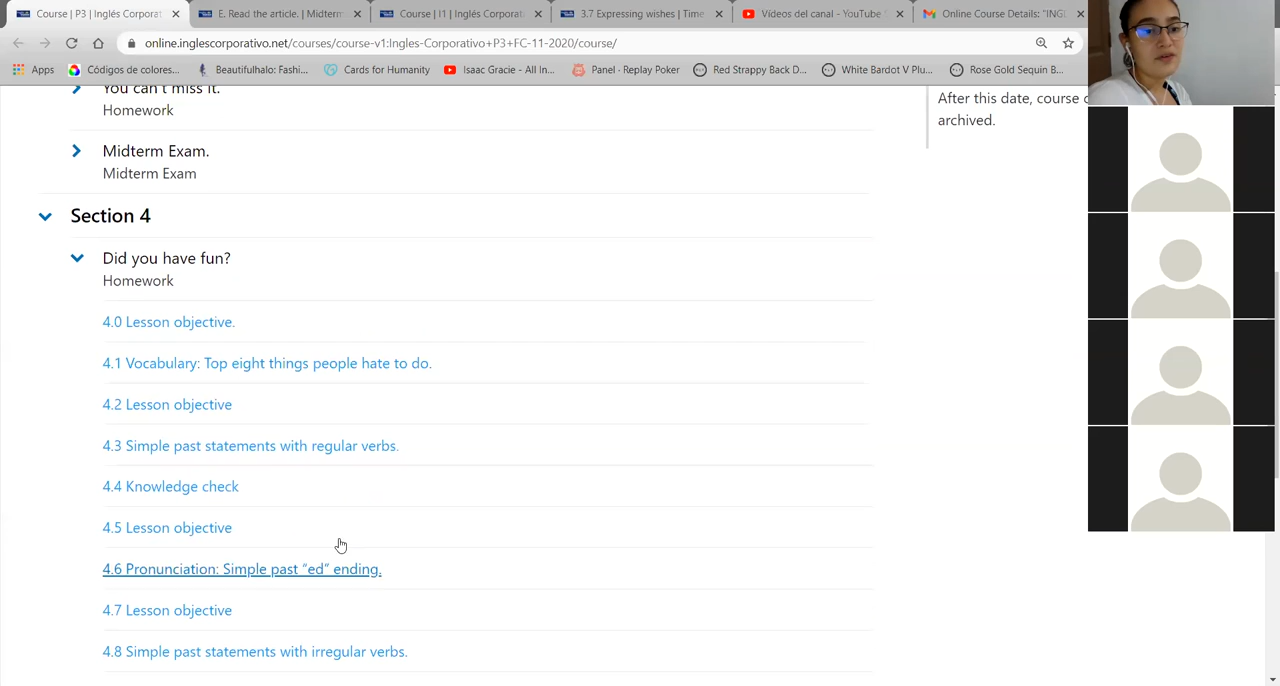 Course | P3 | Inglés Corporat
E. Read the article. | Midterm
Course | I1 | Inglés Corporat
3.7 Expressing wishes | Time
Vídeos del canal - YouTube
Online Course Details: "INGL
online.inglescorporativo.net/courses/course-v1:Ingles-Corporativo+P3+FC-11-2020/course/
Apps
Códigos de colores...
Beautifulhalo: Fashi...
Cards for Humanity
Isaac Gracie - All In...
Panel · Replay Poker
Red Strappy Back D...
White Bardot V Plu...
Rose Gold Sequin B...
You can't miss it.
Homework
After this date, course c
archived.
Midterm Exam.
Midterm Exam
Section 4
Did you have fun?
Homework
4.0 Lesson objective.
4.1 Vocabulary: Top eight things people hate to do.
4.2 Lesson objective
4.3 Simple past statements with regular verbs.
4.4 Knowledge check
4.5 Lesson objective
4.6 Pronunciation: Simple past “ed” ending.
4.7 Lesson objective
4.8 Simple past statements with irregular verbs.